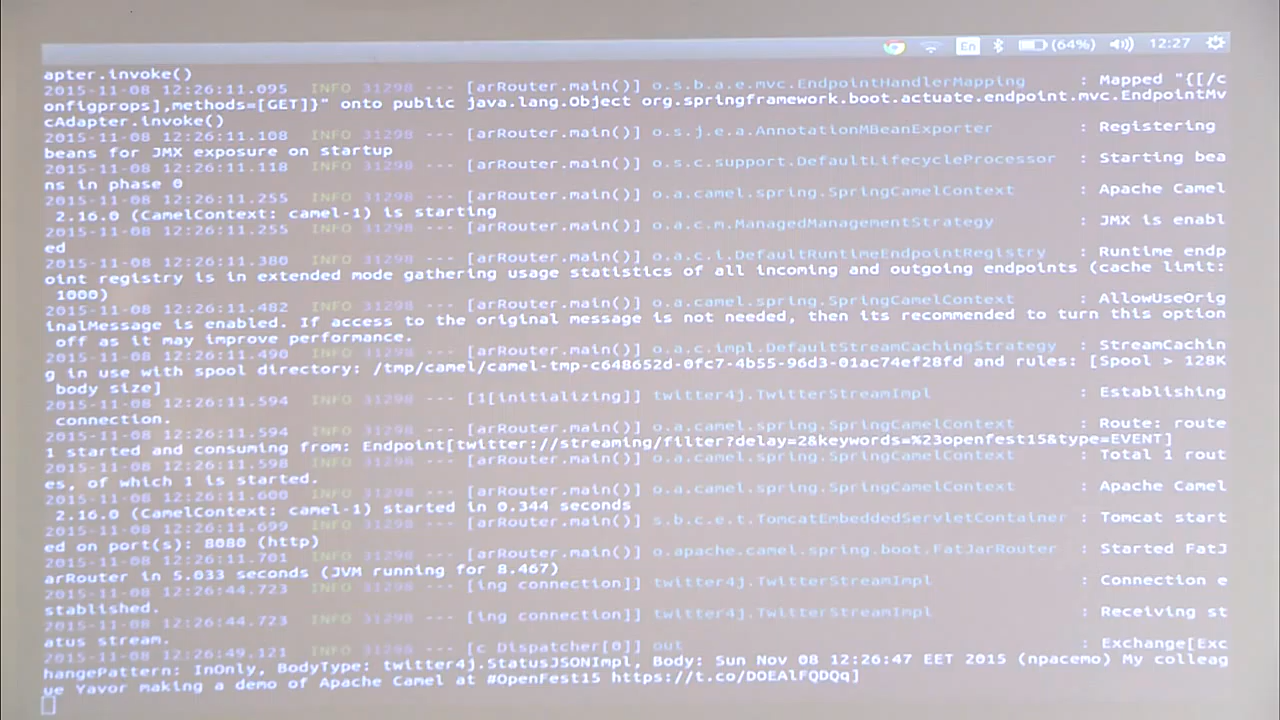 En (64%) 12:27
apter.invoke()
2015-11-08 12:26:11.095 INFO 31298 --- [arRouter.main()] o.s.b.a.e.mvc.EndpointHandlerMapping : Mapped "{[/c
onfigprops],methods=[GET]}" onto public java.lang.Object org.springframework.boot.actuate.endpoint.mvc.EndpointMv
cAdapter.invoke()
2015-11-08 12:26:11.108 INFO 31298 --- [arRouter.main()] o.s.j.e.a.AnnotationMBeanExporter : Registering
beans for JMX exposure on startup
2015-11-08 12:26:11.118 INFO 31298 --- [arRouter.main()] o.s.c.support.DefaultLifecycleProcessor : Starting bea
ns in phase 0
2015-11-08 12:26:11.255 INFO 31298 --- [arRouter.main()] o.a.camel.spring.SpringCamelContext : Apache Camel
2.16.0 (CamelContext: camel-1) is starting
2015-11-08 12:26:11.255 INFO 31298 --- [arRouter.main()] o.a.c.m.ManagedManagementStrategy : JMX is enabl
ed
2015-11-08 12:26:11.380 INFO 31298 --- [arRouter.main()] o.a.c.i.DefaultRuntimeEndpointRegistry : Runtime endp
oint registry is in extended mode gathering usage statistics of all incoming and outgoing endpoints (cache limit:
1000)
2015-11-08 12:26:11.482 INFO 31298 --- [arRouter.main()] o.a.camel.spring.SpringCamelContext : AllowUseOrig
inalMessage is enabled. If access to the original message is not needed, then its recommended to turn this option
off as it may improve performance.
2015-11-08 12:26:11.490 INFO 31298 --- [arRouter.main()] o.a.c.impl.DefaultStreamCachingStrategy : StreamCachin
g in use with spool directory: /tmp/camel/camel-tmp-c648652d-0fc7-4b55-96d3-01ac74ef28fd and rules: [Spool > 128K
body size]
2015-11-08 12:26:11.594 INFO 31298 --- [1[initializing]] twitter4j.TwitterStreamImpl : Establishing
connection.
2015-11-08 12:26:11.594 INFO 31298 --- [arRouter.main()] o.a.camel.spring.SpringCamelContext : Route: route
1 started and consuming from: Endpoint[twitter://streaming/filter?delay=2&keywords=%23openfest15&type=EVENT]
2015-11-08 12:26:11.598 INFO 31298 --- [arRouter.main()] o.a.camel.spring.SpringCamelContext : Total 1 rout
es, of which 1 is started.
2015-11-08 12:26:11.600 INFO 31298 --- [arRouter.main()] o.a.camel.spring.SpringCamelContext : Apache Camel
2.16.0 (CamelContext: camel-1) started in 0.344 seconds
2015-11-08 12:26:11.699 INFO 31298 --- [arRouter.main()] s.b.c.e.t.TomcatEmbeddedServletContainer : Tomcat start
ed on port(s): 8080 (http)
2015-11-08 12:26:11.701 INFO 31298 --- [arRouter.main()] o.apache.camel.spring.boot.FatJarRouter : Started FatJ
arRouter in 5.033 seconds (JVM running for 8.467)
2015-11-08 12:26:44.723 INFO 31298 --- [ing connection]] twitter4j.TwitterStreamImpl : Connection e
stablished.
2015-11-08 12:26:44.723 INFO 31298 --- [ing connection]] twitter4j.TwitterStreamImpl : Receiving st
atus stream.
2015-11-08 12:26:49.121 INFO 31298 --- [c Dispatcher[0]] out : Exchange[Exc
hangePattern: InOnly, BodyType: twitter4j.StatusJSONImpl, Body: Sun Nov 08 12:26:47 EET 2015 (npacemo) My colleag
ue Yavor making a demo of Apache Camel at #OpenFest15 https://t.co/DOEAlFQDQq]